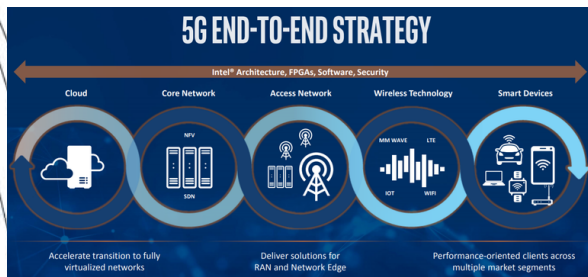 5G END-TO-END STRATEGY
Intel® Architecture, FPGAs, Software, Security
Cloud
Core Network
Access Network
Wireless Technology
Smart Devices
NFV
SDN
MM WAVE
LTE
IOT
WIFI
Accelerate transition to fully
virtualized networks
Deliver solutions for
RAN and Network Edge
Performance-oriented clients across
multiple market segments